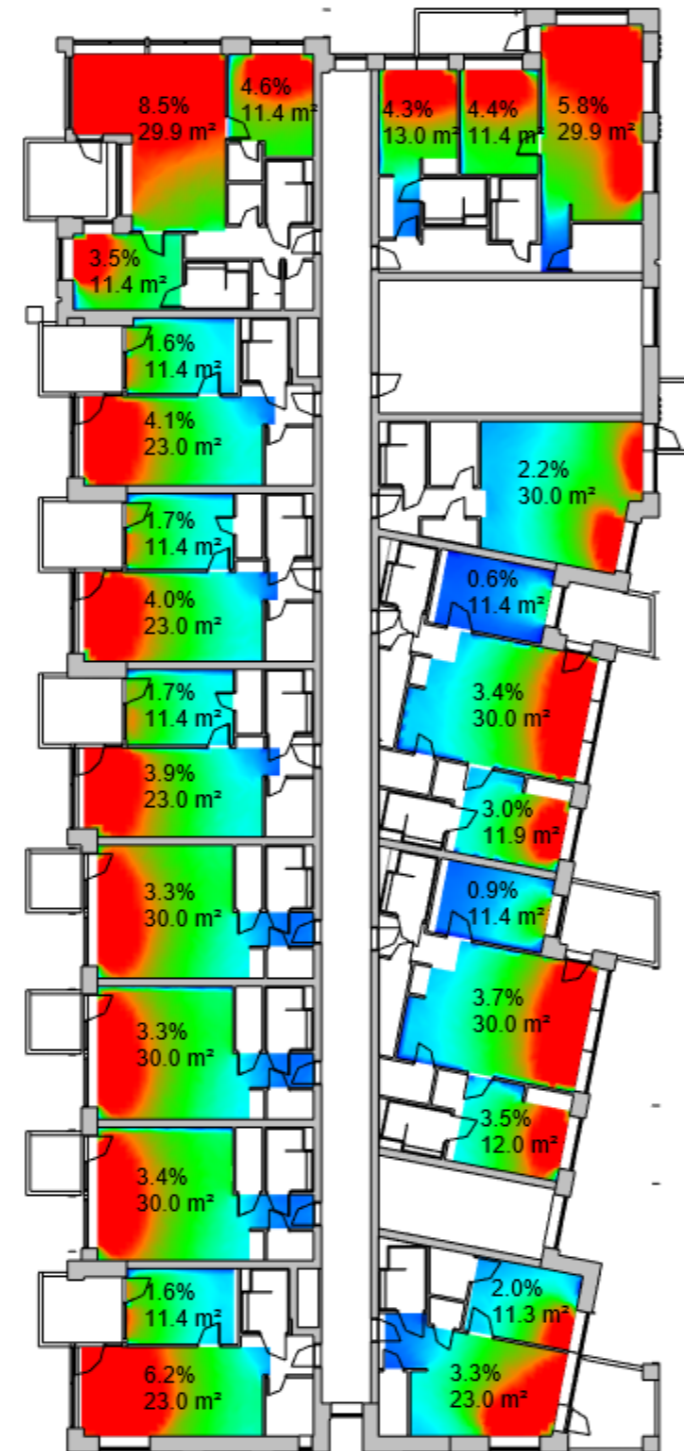 8.5%
29.9 m²
4.6%
11.4 m²
4.3%
13.0 m²
4.4%
11.4 m²
5.8%
29.9 m²
3.5%
11.4 m²
1.6%
11.4 m²
4.1%
23.0 m²
2.2%
30.0 m²
1.7%
11.4 m²
4.0%
23.0 m²
0.6%
11.4 m²
3.4%
30.0 m²
1.7%
11.4 m²
3.9%
23.0 m²
3.0%
11.9 m²
3.3%
30.0 m²
0.9%
11.4 m²
3.7%
30.0 m²
3.3%
30.0 m²
3.5%
12.0 m²
3.4%
30.0 m²
1.6%
11.4 m²
2.0%
11.3 m²
6.2%
23.0 m²
3.3%
23.0 m²